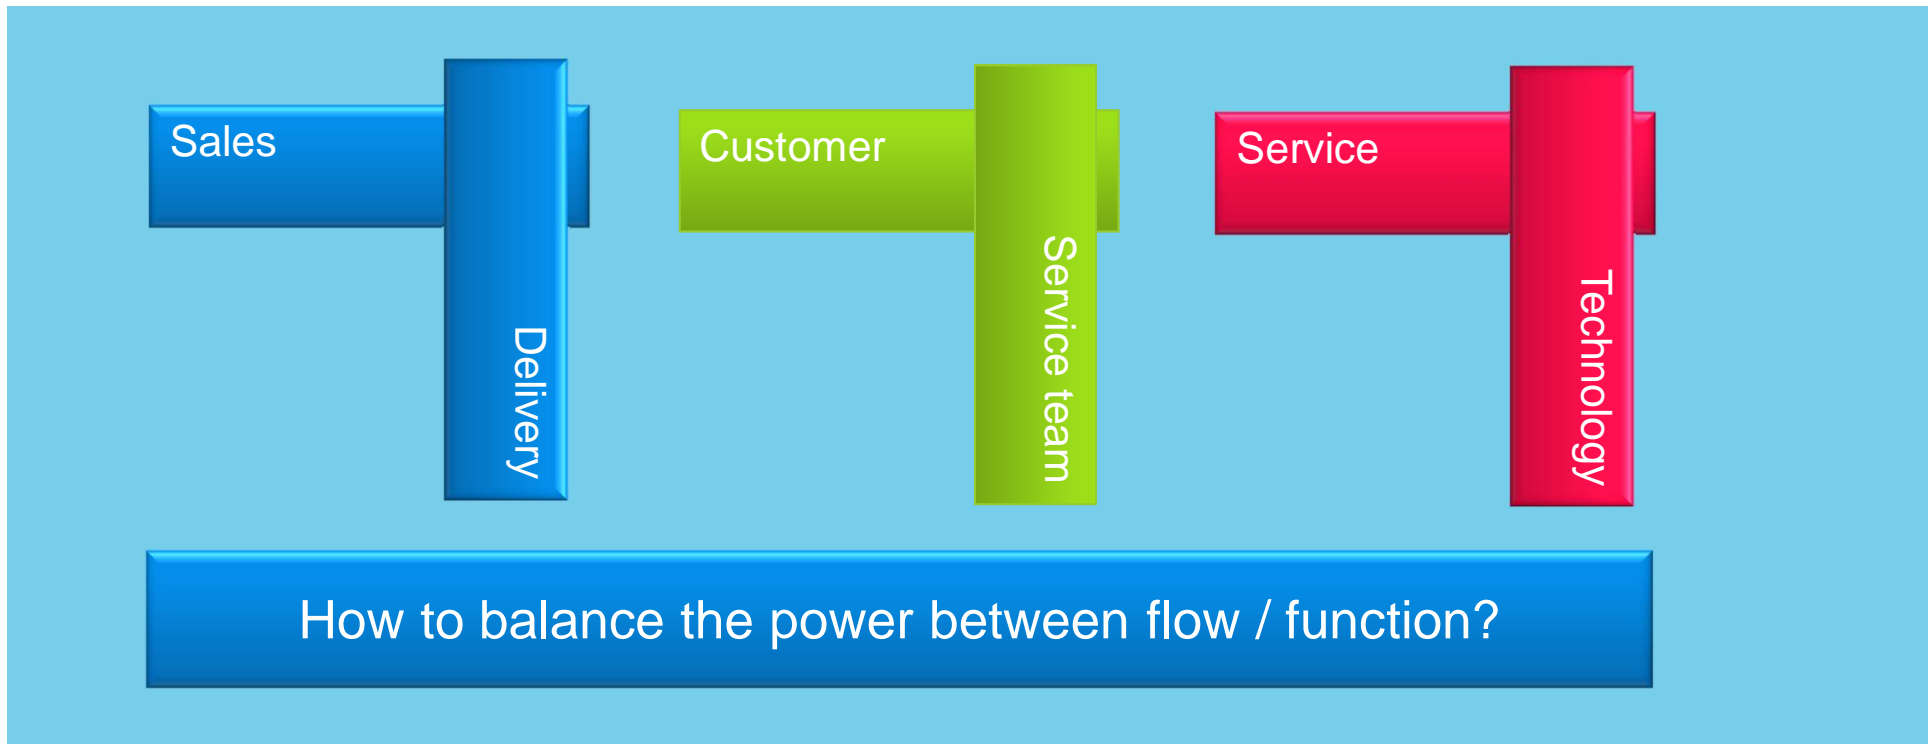 Sales
Delivery
Customer
Service team
Service
Technology
How to balance the power between flow / function?